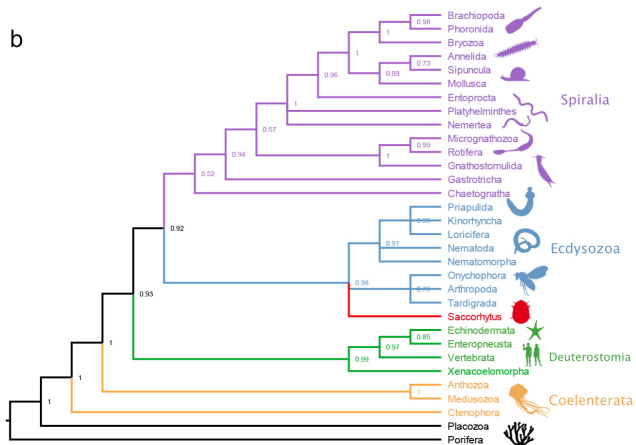 b
Brachiopoda
0.98
Phoronida
1
Bryozoa
1
Annelida
0.73
Sipuncula
0.96
0.89
Mollusca
Spiralia
Entoprocta
1
Platyhelminthes
Nemertea
0.57
Micrognathozoa
0.99
Rotifera
0.94
1
Gnathostomulida
0.52
Gastrotricha
Chaetognatha
Priapulida
Kinorhyncha
0.92
Loricifera
0.91
Nematoda
Ecdysozoa
Nematomorpha
Onychophora
0.98
Arthropoda
Tardigrada
0.93
Saccorhytus
Echinodermata
0.85
Enteropneusta
1
0.97
Vertebrata
Deuterostomia
0.99
Xenacoelomorpha
1
Anthozoa
1
Medusozoa
Coelenterata
1
Ctenophora
Placozoa
Porifera